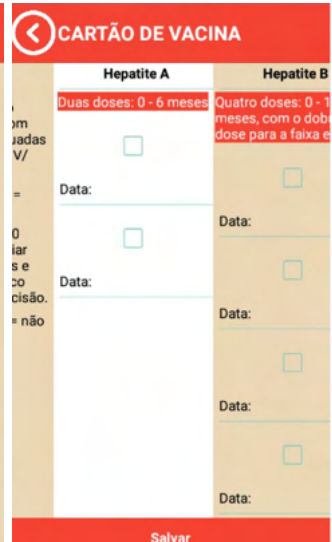 CARTÃO DE VACINA
om
uadas
V/
=
0
iar
s e
co
cisão.
= não
Hepatite A
Duas doses: 0 - 6 meses
Data:
Data:
Hepatite B
Quatro doses: 0 - 1
meses, com o dob
dose para a faixa e
Data:
Data:
Data:
Data:
Salvar